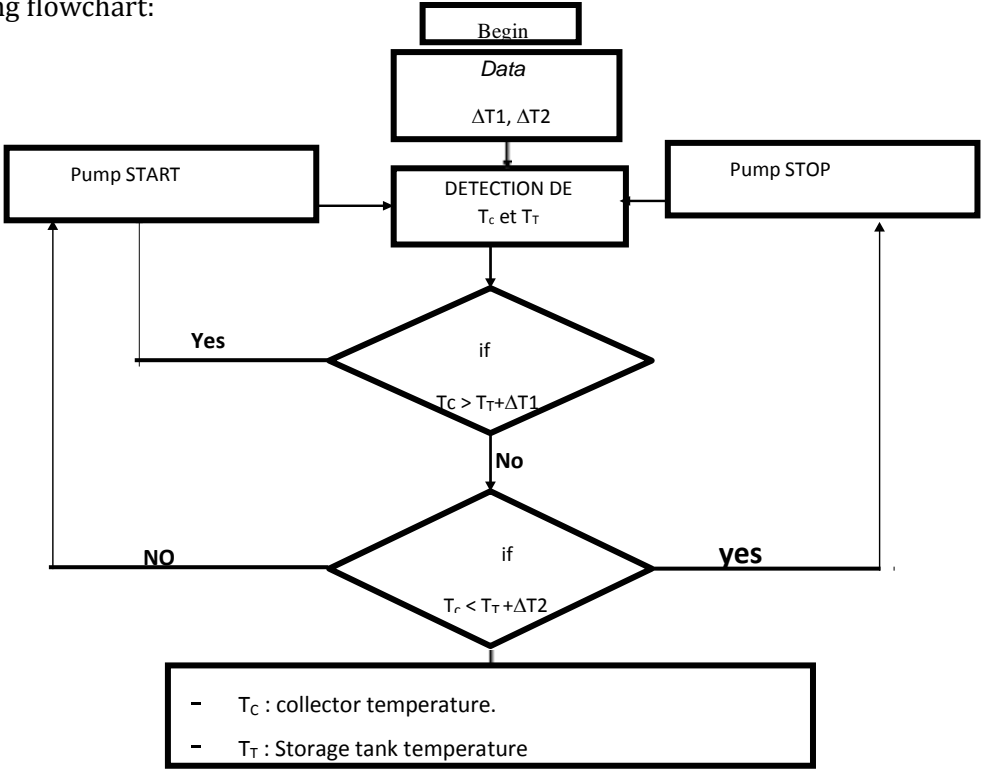 ng flowchart:
Begin
Data
ΔT1, ΔT2
Pump START
DETECTION DE
Tc et TT
Pump STOP
Yes
if
Tc > TT+ΔT1
No
NO
if
yes
Tc < TT +ΔT2
- TC : collector temperature.
- TT : Storage tank temperature